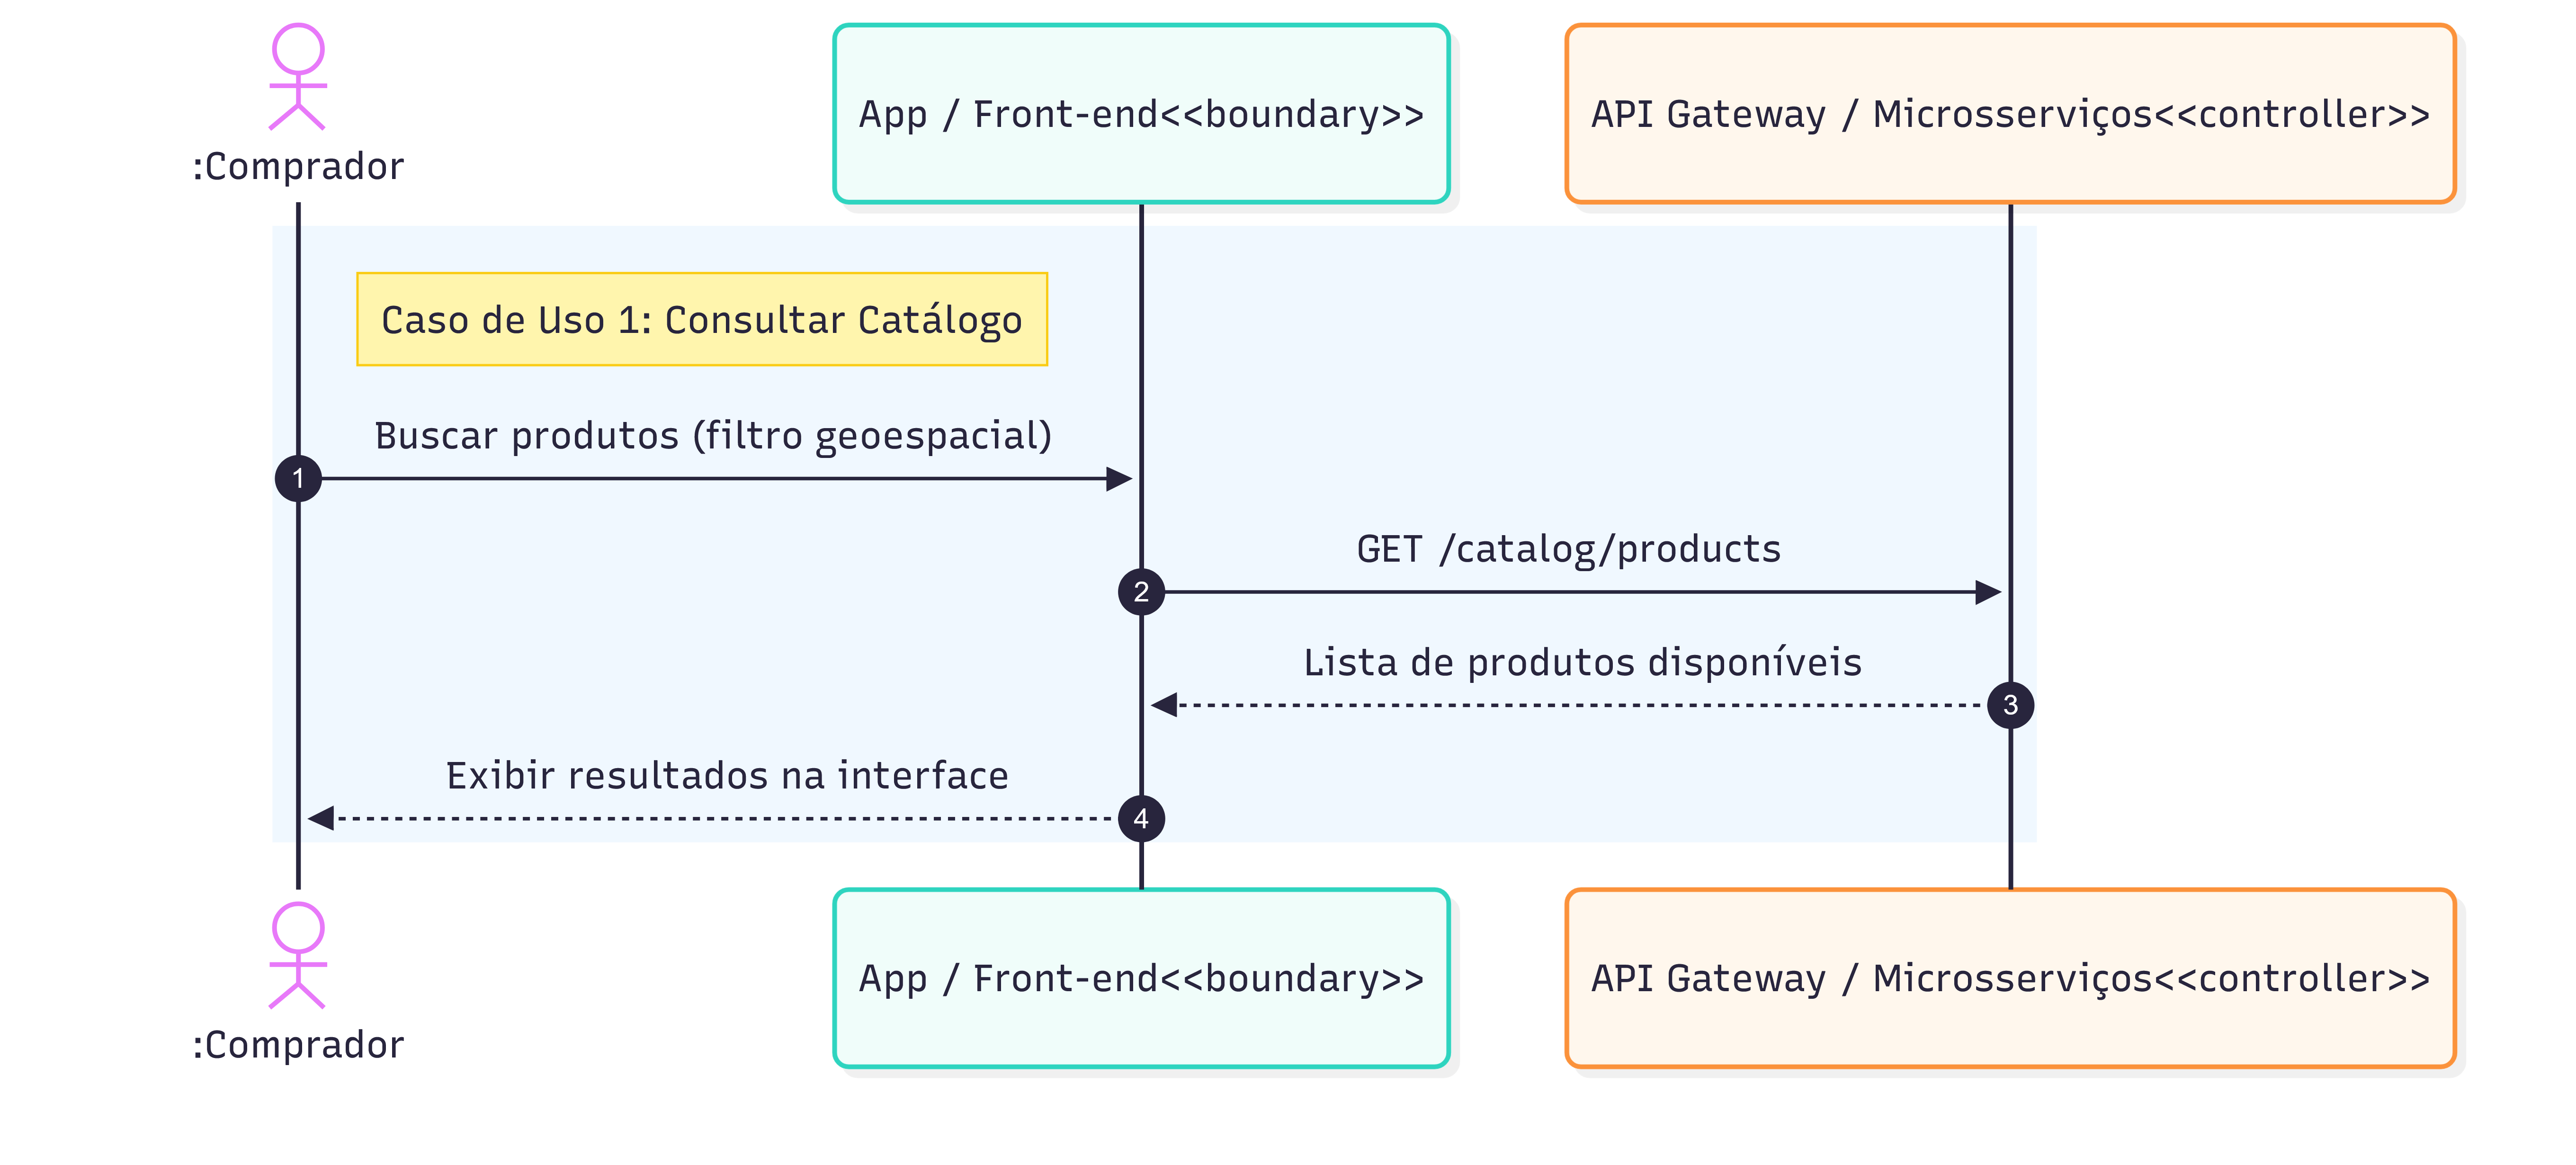 :Comprador
App / Front-end<<boundary>>
API Gateway / Microsserviços<<controller>>
Caso de Uso 1: Consultar Catálogo
Buscar produtos (filtro geoespacial)
1
GET /catalog/products
2
Lista de produtos disponíveis
3
Exibir resultados na interface
4
:Comprador
App / Front-end<<boundary>>
API Gateway / Microsserviços<<controller>>